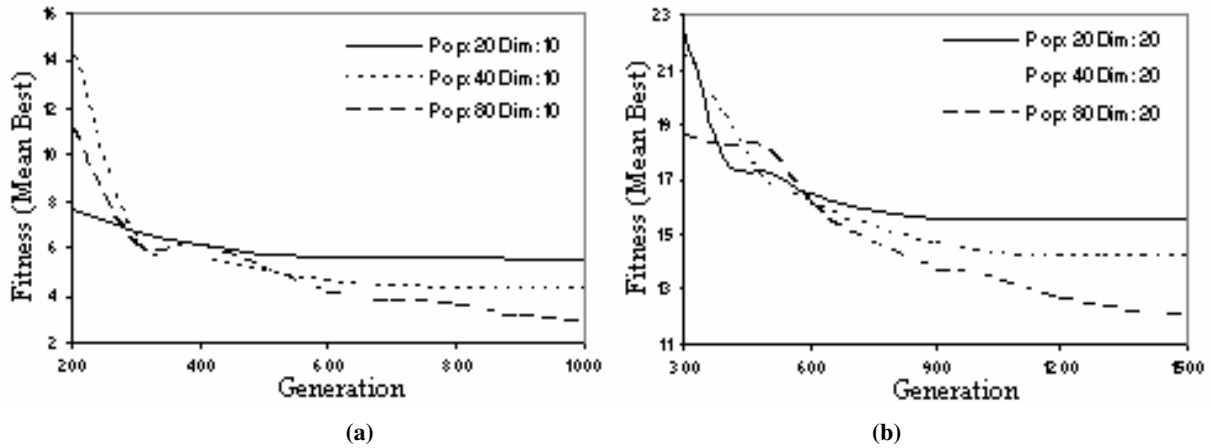 16
14
12
10
8
6
4
2
200
400
600
800
1000
Fitness (Mean Best)
Generation
Pop: 20 Dim: 10
Pop: 40 Dim: 10
Pop: 80 Dim: 10
(a)
23
21
19
17
15
13
11
300
600
900
1200
1500
Fitness (Mean Best)
Generation
Pop: 20 Dim: 20
Pop: 40 Dim: 20
Pop: 80 Dim: 20
(b)